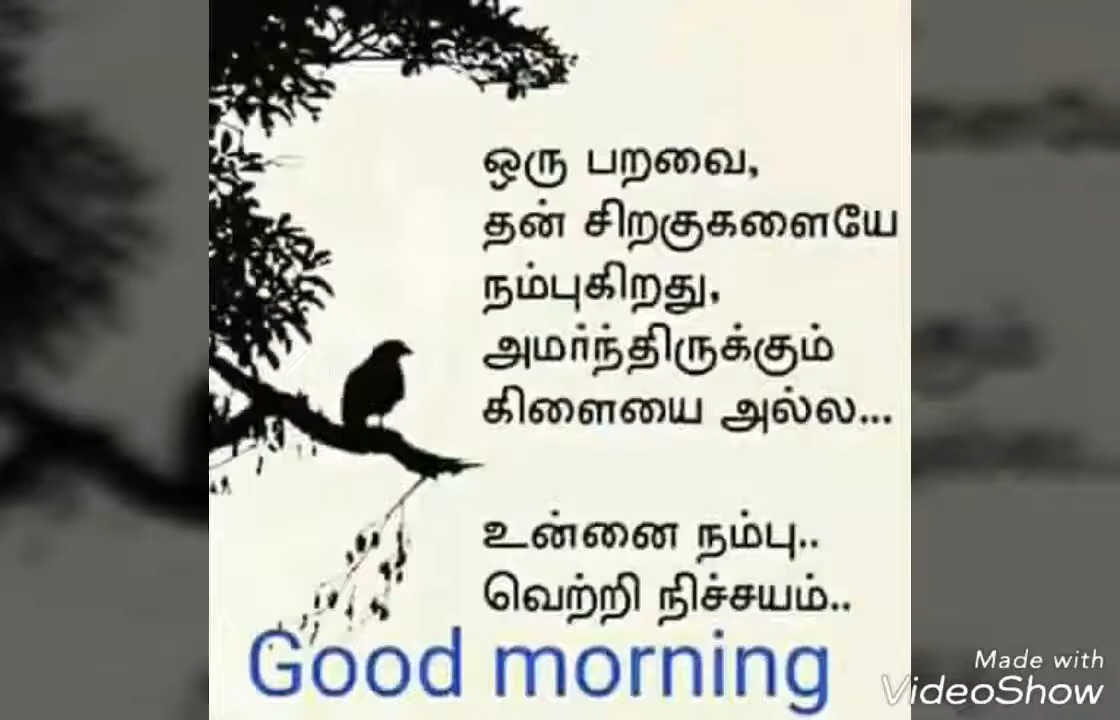 ஒரு பறவை,
தன் சிறகுகளையே
நம்புகிறது,
அமர்ந்திருக்கும்
கிளையை அல்ல...
உன்னை நம்பு..
வெற்றி நிச்சயம்..
Good morning
Made with
VideoShow